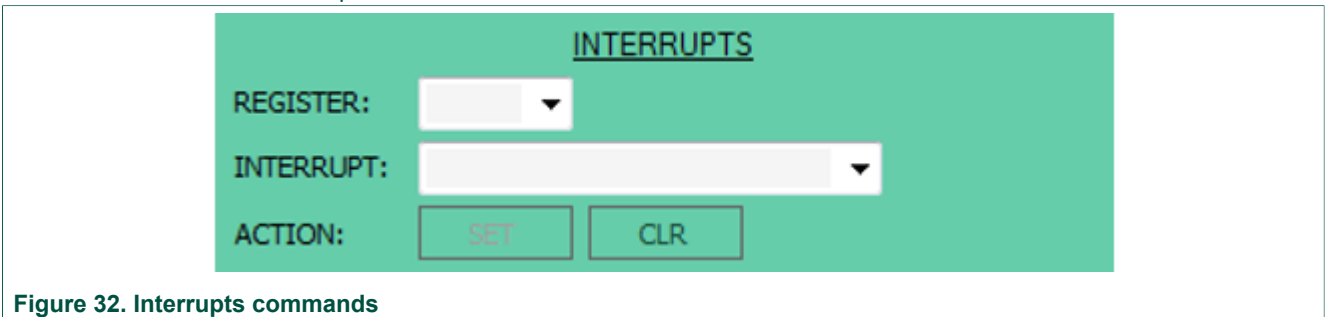 INTERRUPTS
REGISTER:
INTERRUPT:
ACTION: SET CLR
Figure 32. Interrupts commands